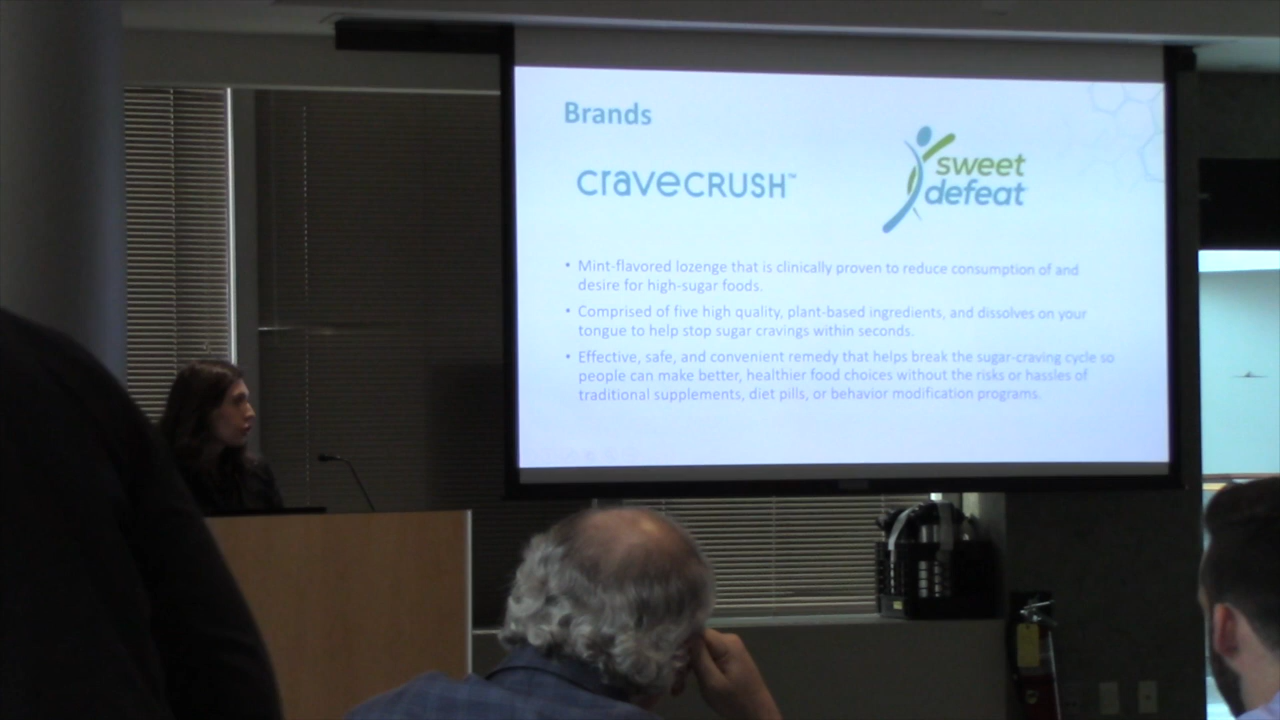 Brands
cravecrush™
sweet
defeat
• Mint-flavored lozenge that is clinically proven to reduce consumption of and
desire for high-sugar foods.
• Comprised of five high quality, plant-based ingredients, and dissolves on your
tongue to help stop sugar cravings within seconds.
• Effective, safe, and convenient remedy that helps break the sugar-craving cycle so
people can make better, healthier food choices without the risks or hassles of
traditional supplements, diet pills, or behavior modification programs.